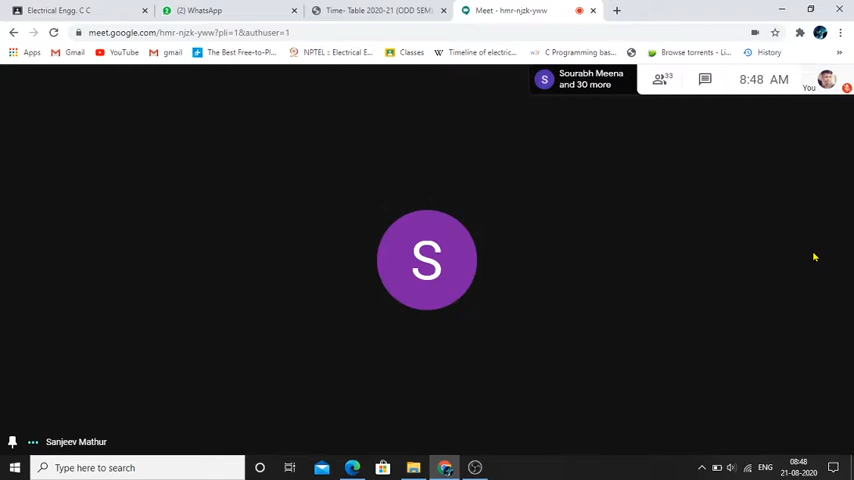 Electrical Engg. C C
(2) WhatsApp
Time- Table 2020-21 (ODD SEM)
Meet - hmr-njzk-yww
meet.google.com/hmr-njzk-yww?pli=1&authuser=1
Apps
Gmail
YouTube
gmail
The Best Free-to-Pl...
NPTEL :: Electrical E...
Classes
Timeline of electric...
C Programming bas...
Browse torrents - Li...
History
Sourabh Meena
and 30 more
S
33
8:48 AM
You
S
Sanjeev Mathur
Type here to search
ENG
08:48
21-08-2020